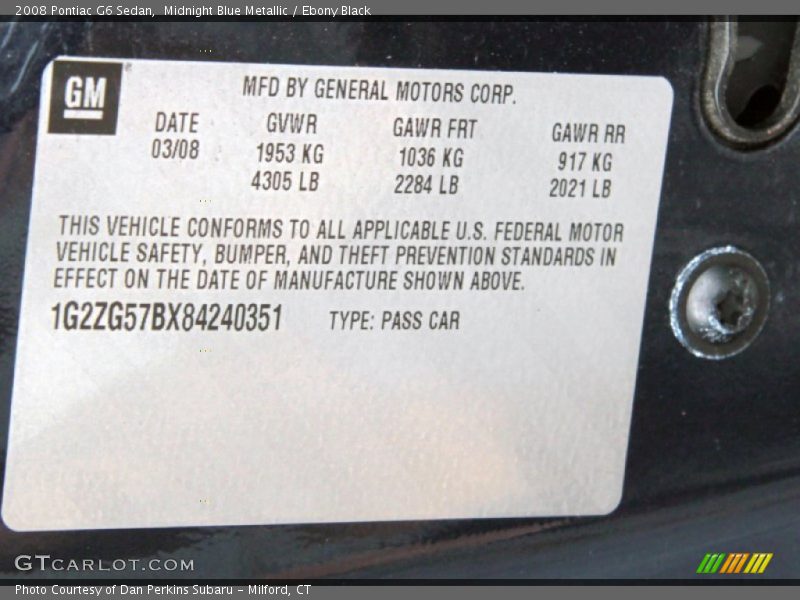 2008 Pontiac G6 Sedan,  Midnight Blue Metallic / Ebony Black
GM
MFD BY GENERAL MOTORS CORP.
DATE GVWR GAWR FRT GAWR RR
03/08 1953 KG 1036 KG 917 KG
4305 LB 2284 LB 2021 LB
THIS VEHICLE CONFORMS TO ALL APPLICABLE U.S. FEDERAL MOTOR
VEHICLE SAFETY, BUMPER, AND THEFT PREVENTION STANDARDS IN
EFFECT ON THE DATE OF MANUFACTURE SHOWN ABOVE.
1G2ZG57BX84240351 TYPE: PASS CAR
GTCARLOT.COM
Photo Courtesy of Dan Perkins Subaru – Milford, CT